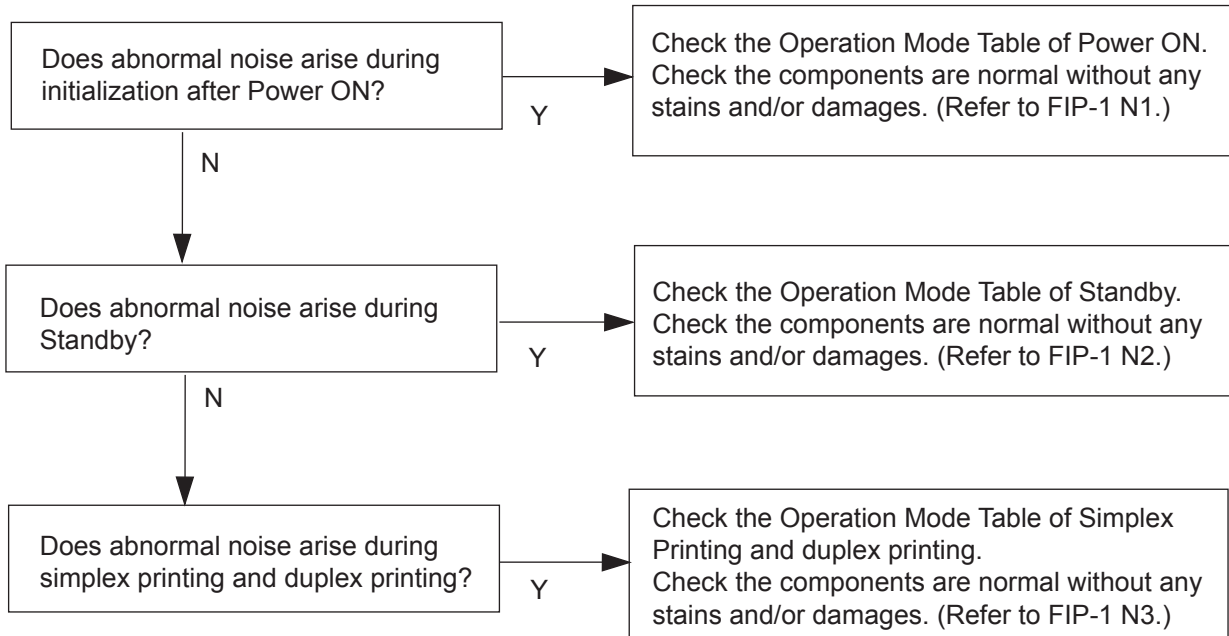 Does abnormal noise arise during
initialization after Power ON?
Y
Check the Operation Mode Table of Power ON.
Check the components are normal without any
stains and/or damages. (Refer to FIP-1 N1.)
N
Does abnormal noise arise during
Standby?
Y
Check the Operation Mode Table of Standby.
Check the components are normal without any
stains and/or damages. (Refer to FIP-1 N2.)
N
Does abnormal noise arise during
simplex printing and duplex printing?
Y
Check the Operation Mode Table of Simplex
Printing and duplex printing.
Check the components are normal without any
stains and/or damages. (Refer to FIP-1 N3.)